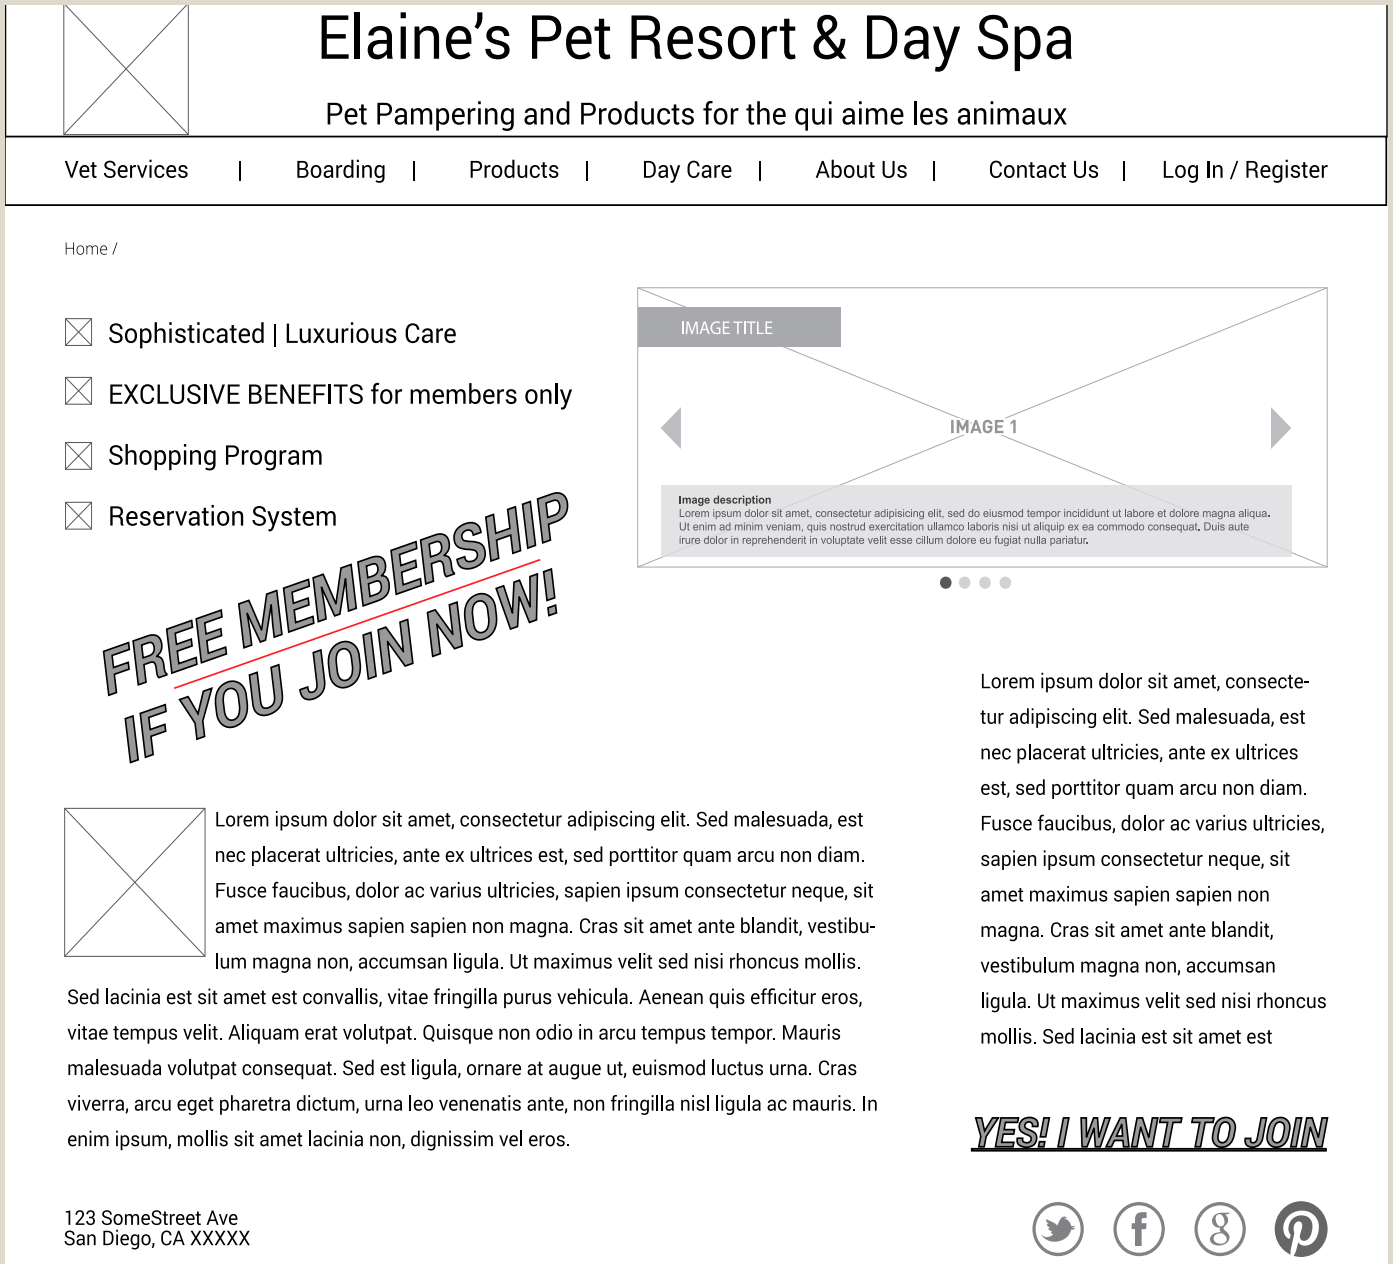 Elaine’s Pet Resort & Day Spa
Pet Pampering and Products for the qui aime les animaux
Vet Services | Boarding | Products | Day Care | About Us | Contact Us | Log In / Register
Home /
Sophisticated | Luxurious Care
EXCLUSIVE BENEFITS for members only
Shopping Program
Reservation System
FREE MEMBERSHIP
IF YOU JOIN NOW!
IMAGE TITLE
IMAGE 1
Image description
Lorem ipsum dolor sit amet, consectetur adipisicing elit, sed do eiusmod tempor incididunt ut labore et dolore magna aliqua.
Ut enim ad minim veniam, quis nostrud exercitation ullamco laboris nisi ut aliquip ex ea commodo consequat. Duis aute
irure dolor in reprehenderit in voluptate velit esse cillum dolore eu fugiat nulla pariatur.
Lorem ipsum dolor sit amet, consectetur adipiscing elit. Sed malesuada, est
nec placerat ultricies, ante ex ultrices est, sed porttitor quam arcu non diam.
Fusce faucibus, dolor ac varius ultricies, sapien ipsum consectetur neque, sit
amet maximus sapien sapien non magna. Cras sit amet ante blandit, vestibu-
lum magna non, accumsan ligula. Ut maximus velit sed nisi rhoncus mollis.
Sed lacinia est sit amet est convallis, vitae fringilla purus vehicula. Aenean quis efficitur eros,
vitae tempus velit. Aliquam erat volutpat. Quisque non odio in arcu tempus tempor. Mauris
malesuada volutpat consequat. Sed est ligula, ornare at augue ut, euismod luctus urna. Cras
viverra, arcu eget pharetra dictum, urna leo venenatis ante, non fringilla nisl ligula ac mauris. In
enim ipsum, mollis sit amet lacinia non, dignissim vel eros.
Lorem ipsum dolor sit amet, consecte-
tur adipiscing elit. Sed malesuada, est
nec placerat ultricies, ante ex ultrices
est, sed porttitor quam arcu non diam.
Fusce faucibus, dolor ac varius ultricies,
sapien ipsum consectetur neque, sit
amet maximus sapien sapien non
magna. Cras sit amet ante blandit,
vestibulum magna non, accumsan
ligula. Ut maximus velit sed nisi rhoncus
mollis. Sed lacinia est sit amet est
YES! I WANT TO JOIN
123 SomeStreet Ave
San Diego, CA XXXXX